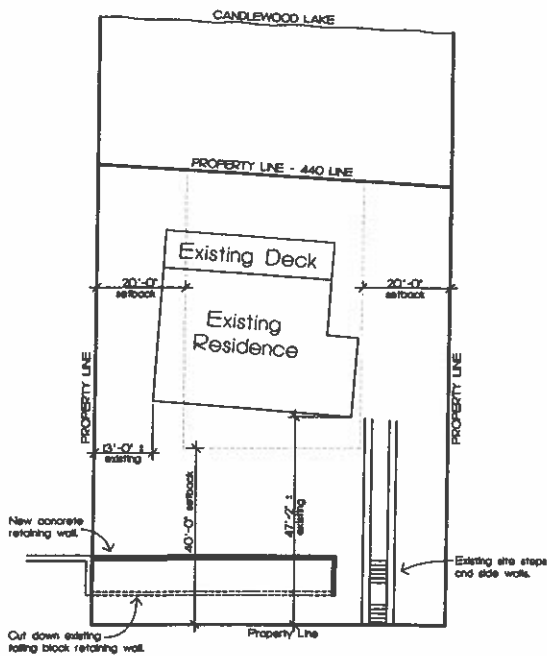 CANDLEWOOD LAKE
PROPERTY LINE - 440 LINE
Existing Deck
20'-0"
setback
20'-0"
setback
Existing
Residence
PROPERTY LINE
PROPERTY LINE
13'-0" ±
existing
40'-0" setback
47'-2" ±
existing
New concrete
retaining wall.
Existing site steps
and side walls.
Property Line
Cut down existing
failing block retaining wall.